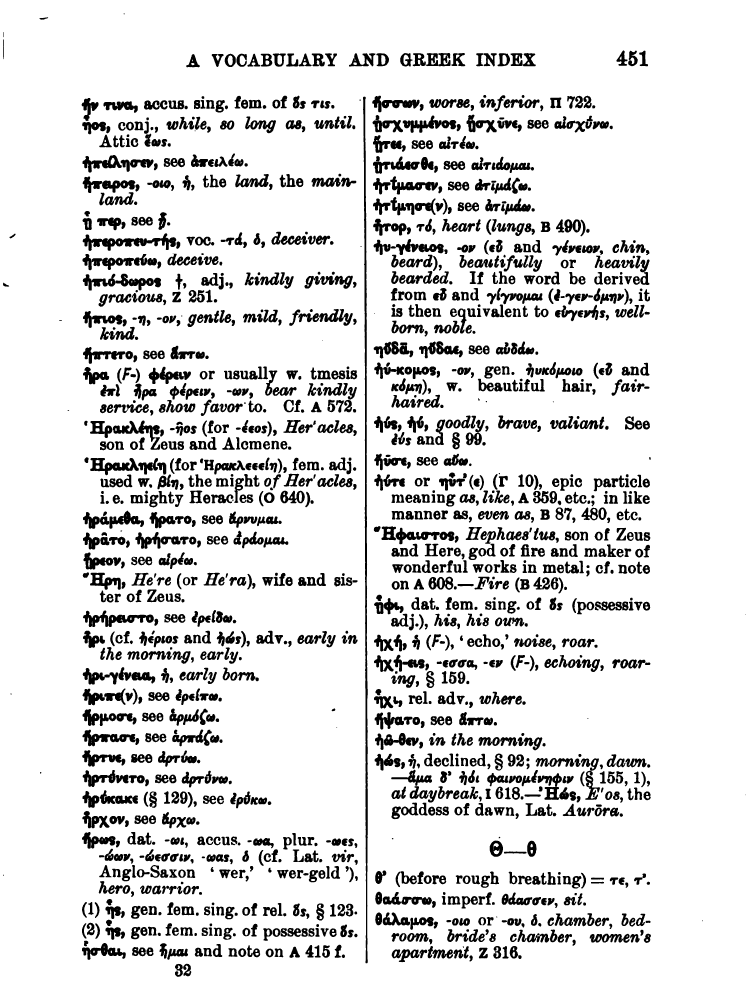 A VOCABULARY AND GREEK INDEX 451
ἥν τινα, accus. sing. fem. of ὅς τις.
ἧος, conj., while, so long as, until.
Attic ἕως.
ἠπείλησεν, see ἀπειλέω.
ἤπειρος, -οιο, ἡ, the land, the main-
land.
ᾗ περ, see ᾗ.
ἠπεροπευ-τής, voc. -τά, ὁ, deceiver.
ἠπεροπεύω, deceive.
ἠπιό-δωρος †, adj., kindly giving,
gracious, Ζ 251.
ἤπιος, -η, -ον, gentle, mild, friendly,
kind.
ἥπτετο, see ἅπτω.
ἦρα (F-) φέρειν or usually w. tmesis
ἐπὶ ἦρα φέρειν, -ων, bear kindly
service, show favor to. Cf. Α 572.
Ἡρακλέης, -ῆος (for -έεος), Her'acles,
son of Zeus and Alcmene.
Ἡρακληείη (for Ἡρακλεεείη), fem. adj.
used w. βίη, the might of Her'acles,
i. e. mighty Heracles (Ο 640).
ἠράμεθα, ἤρατο, see ἄρνυμαι.
ἠρᾶτο, ἠρήσατο, see ἀράομαι.
ᾕρεον, see αἱρέω.
Ἥρη, He're (or He'ra), wife and sis-
ter of Zeus.
ἠρήρειστο, see ἐρείδω.
ἦρι (cf. ἠέριος and ἠώς), adv., early in
the morning, early.
ἠρι-γένεια, ἡ, early born.
ἤριπε(ν), see ἐρείπω.
ἥρμοσε, see ἁρμόζω.
ἥρπασε, see ἁρπάζω.
ἤρτυε, see ἀρτύω.
ἠρτύνετο, see ἀρτύνω.
ἠρύκακε (§ 129), see ἐρύκω.
ἦρχον, see ἄρχω.
ἥρως, dat. -ωι, accus. -ωα, plur. -ωες,
-ώων, -ώεσσιν, -ωας, ὁ (cf. Lat. vir,
Anglo-Saxon ‘wer,’ ‘wer-geld’),
hero, warrior.
(1) ἧς, gen. fem. sing. of rel. ὅς, § 123.
(2) ἧς, gen. fem. sing. of possessive ὅς.
ἧσθαι, see ἧμαι and note on Α 415 f.
32
ἥσσων, worse, inferior, Π 722.
ᾐσχυμμένος, ᾔσχῡνε, see αἰσχύνω.
ᾔτεε, see αἰτέω.
ᾐτιάεσθε, see αἰτιάομαι.
ἠτίμασεν, see ἀτῑμάζω.
ἠτίμησε(ν), see ἀτῑμάω.
ἦτορ, τό, heart (lungs, Β 490).
ἠυ-γένειος, -ον (εὖ and γένειον, chin,
beard), beautifully or heavily
bearded. If the word be derived
from εὖ and γίγνομαι (ἐ-γεν-όμην), it
is then equivalent to εὐγενής, well-
born, noble.
ηὔδᾱ, ηὔδαε, see αὐδάω.
ἠύ-κομος, -ον, gen. ἠυκόμοιο (εὖ and
κόμη), w. beautiful hair, fair-
haired.
ἠύς, ἠύ, goodly, brave, valiant. See
ἐύς and § 99.
ἤϋσε, see αὔω.
ἠύτε or ηὖτ’(ε) (Γ 10), epic particle
meaning as, like, Α 359, etc.; in like
manner as, even as, Β 87, 480, etc.
Ἥφαιστος, Hephaes'tus, son of Zeus
and Here, god of fire and maker of
wonderful works in metal; cf. note
on Α 608.—Fire (Β 426).
ᾗφι, dat. fem. sing. of ὅς (possessive
adj.), his, his own.
ἠχή, ἡ (F-), ‘echo,’ noise, roar.
ἠχή-εις, -εσσα, -εν (F-), echoing, roar-
ing, § 159.
ἧχι, rel. adv., where.
ἥψατο, see ἅπτω.
ἠῶ-θεν, in the morning.
ἠώς, ἡ, declined, § 92; morning, dawn.
—ἅμα δ’ ἠόι φαινομένηφιν (§ 155, 1),
at daybreak, Ι 618.—Ἠώς, E'os, the
goddess of dawn, Lat. Aurōra.
Θ—θ
θ’ (before rough breathing) = τε, τ’.
θαάσσω, imperf. θάασσεν, sit.
θάλαμος, -οιο or -ου, ὁ, chamber, bed-
room, bride's chamber, women's
apartment, Ζ 316.